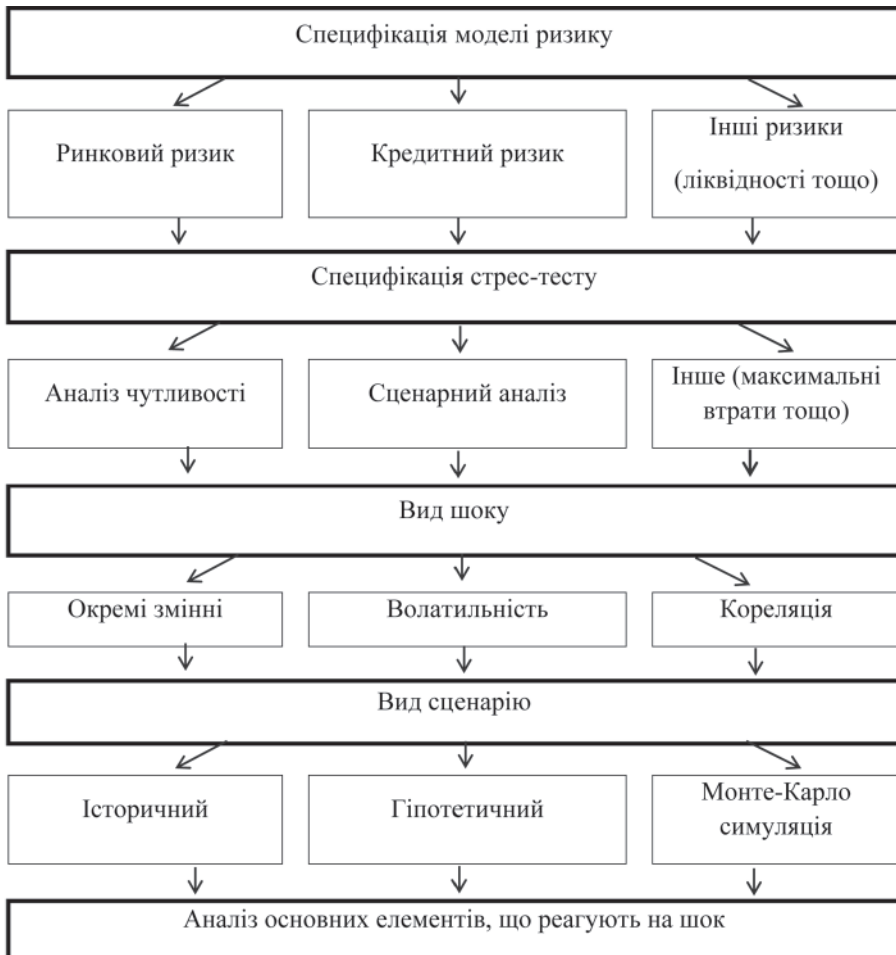 Специфікація моделі ризику
Ринковий ризик
Кредитний ризик
Інші ризики
(ліквідності тощо)
Специфікація стрес-тесту
Аналіз чутливості
Сценарний аналіз
Інше (максимальні
втрати тощо)
Вид шоку
Окремі змінні
Волатильність
Кореляція
Вид сценарію
Історичний
Гіпотетичний
Монте-Карло
симуляція
Аналіз основних елементів, що реагують на шок